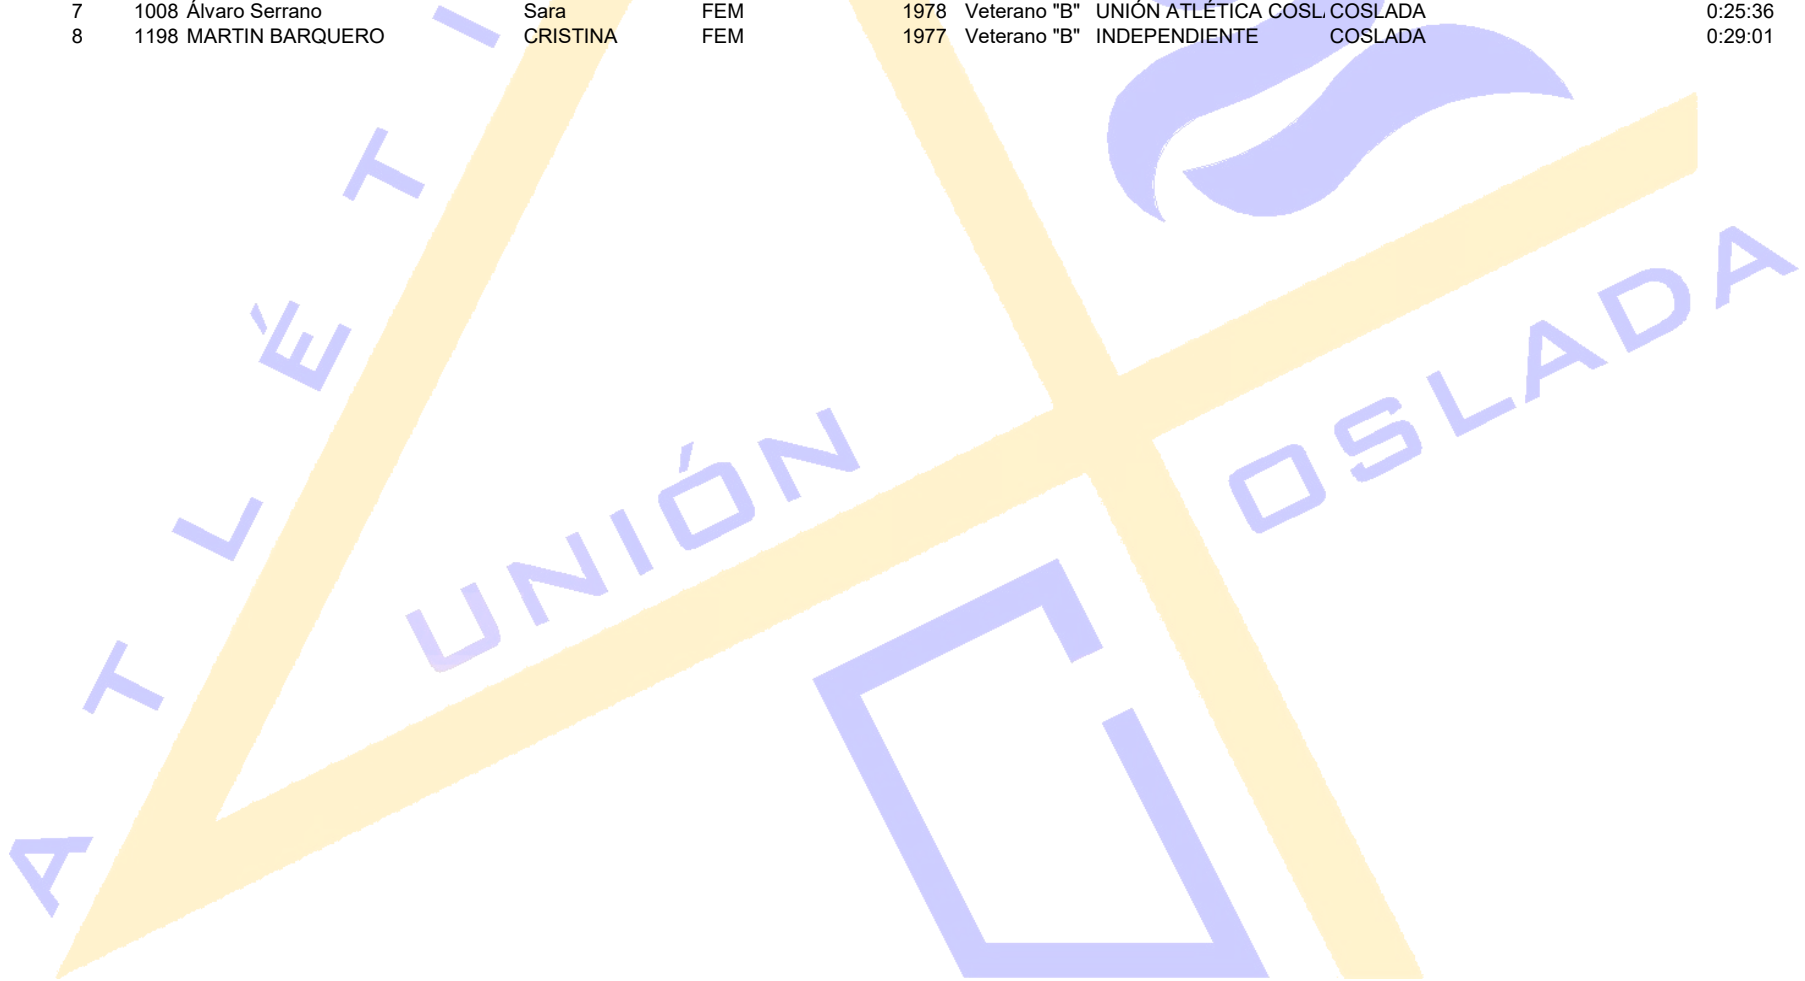 7 1008 Álvaro Serrano Sara FEM 1978 Veterano "B" UNIÓN ATLÉTICA COSL COSLADA 0:25:36
8 1198 MARTIN BARQUERO CRISTINA FEM 1977 Veterano "B" INDEPENDIENTE COSLADA 0:29:01
ATLÉTI
UNIÓN
OSLADA